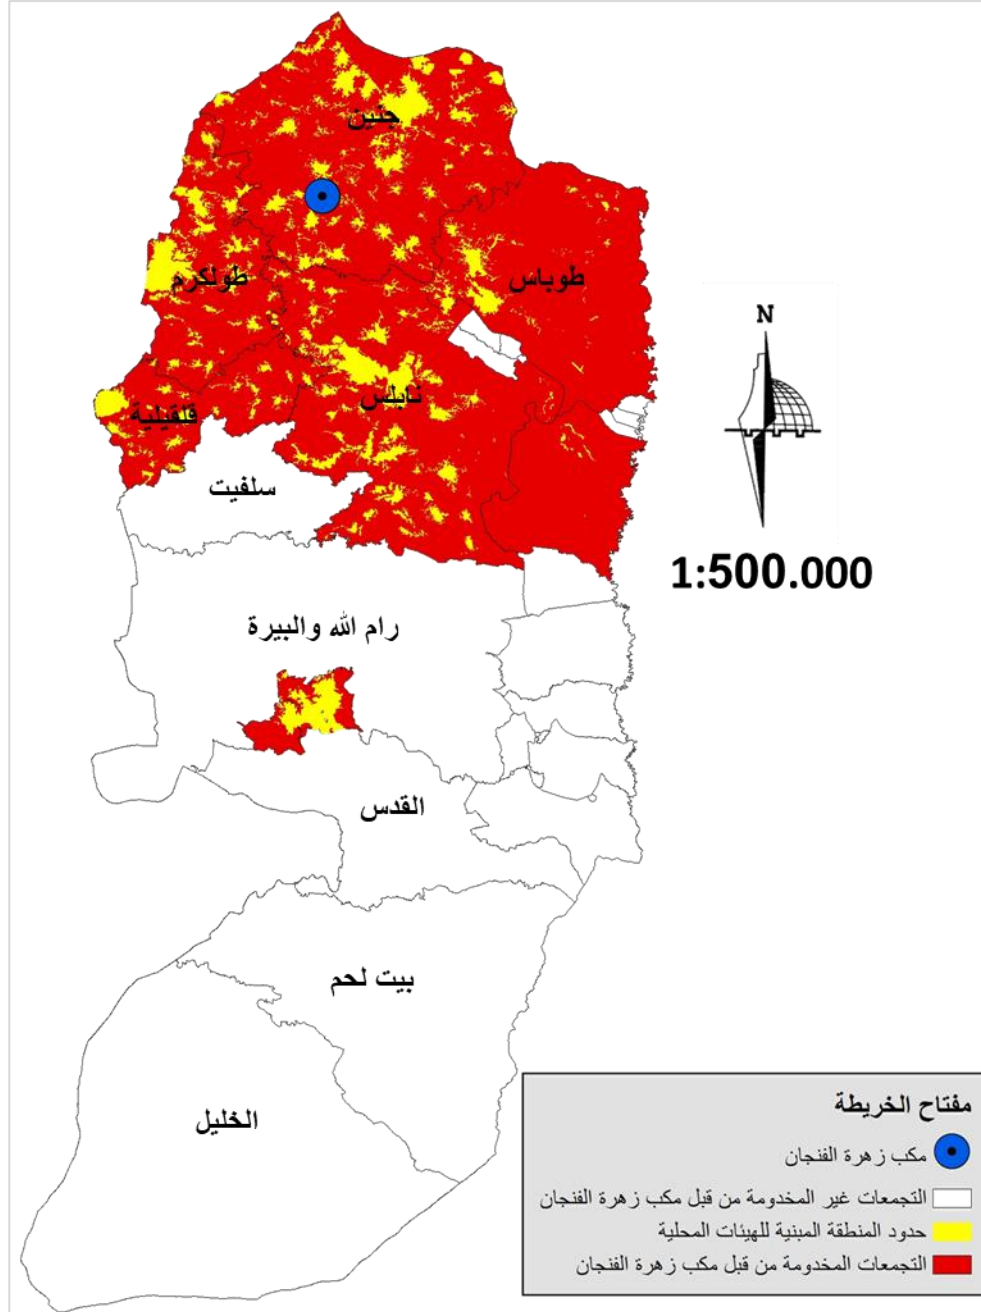 جنين
طولكرم
طوباس
نابلس
قلقيلية
سلفيت
N
1:500.000
رام الله والبيرة
القدس
بيت لحم
الخليل
مفتاح الخريطة
مكب زهرة الفنجان
التجمعات غير المخدومة من قبل مكب زهرة الفنجان
حدود المنطقة المبنية للهيئات المحلية
التجمعات المخدومة من قبل مكب زهرة الفنجان